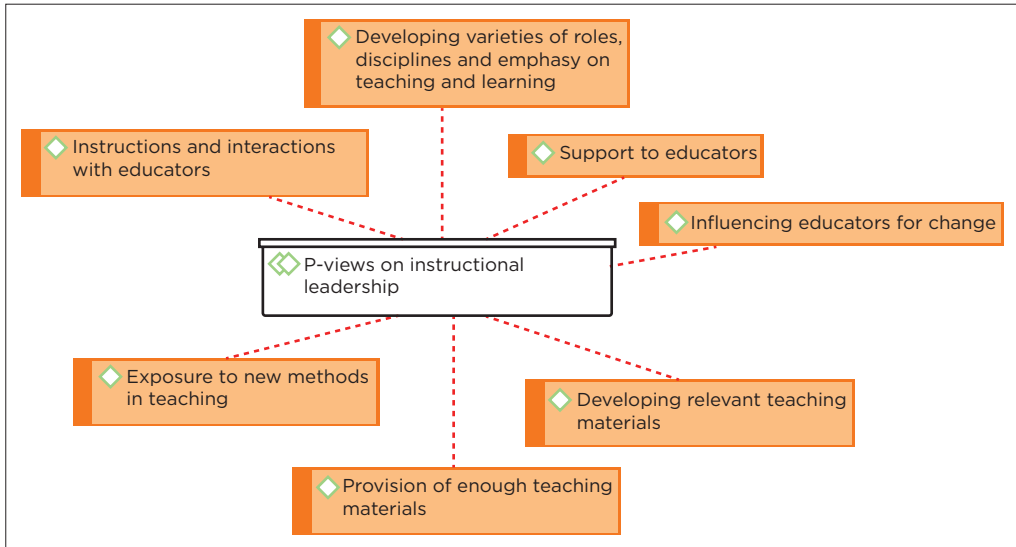 Developing varieties of roles,
disciplines and emphasy on
teaching and learning
Instructions and interactions
with educators
Support to educators
Influencing educators for change
P-views on instructional
leadership
Exposure to new methods
in teaching
Developing relevant teaching
materials
Provision of enough teaching
materials